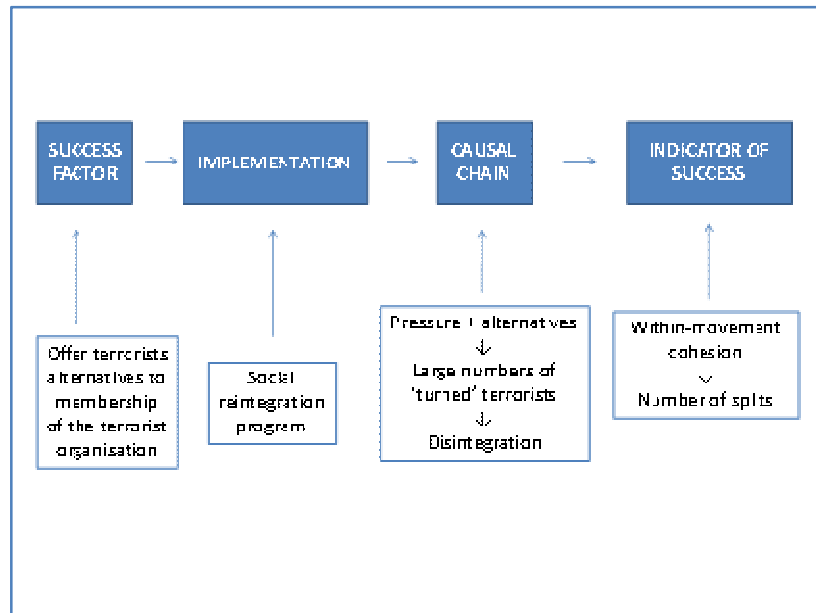 SUCCESS
FACTOR
IMPLEMENTATION
CAUSAL
CHAIN
INDICATOR OF
SUCCESS
Offer terrorists
alternatives to
membership
of the terrorist
organisation
Social
reintegration
program
Pressure + alternatives
↓
Large numbers of
'turned' terrorists
↓
Disintegration
Within-movement
cohesion
Number of splits